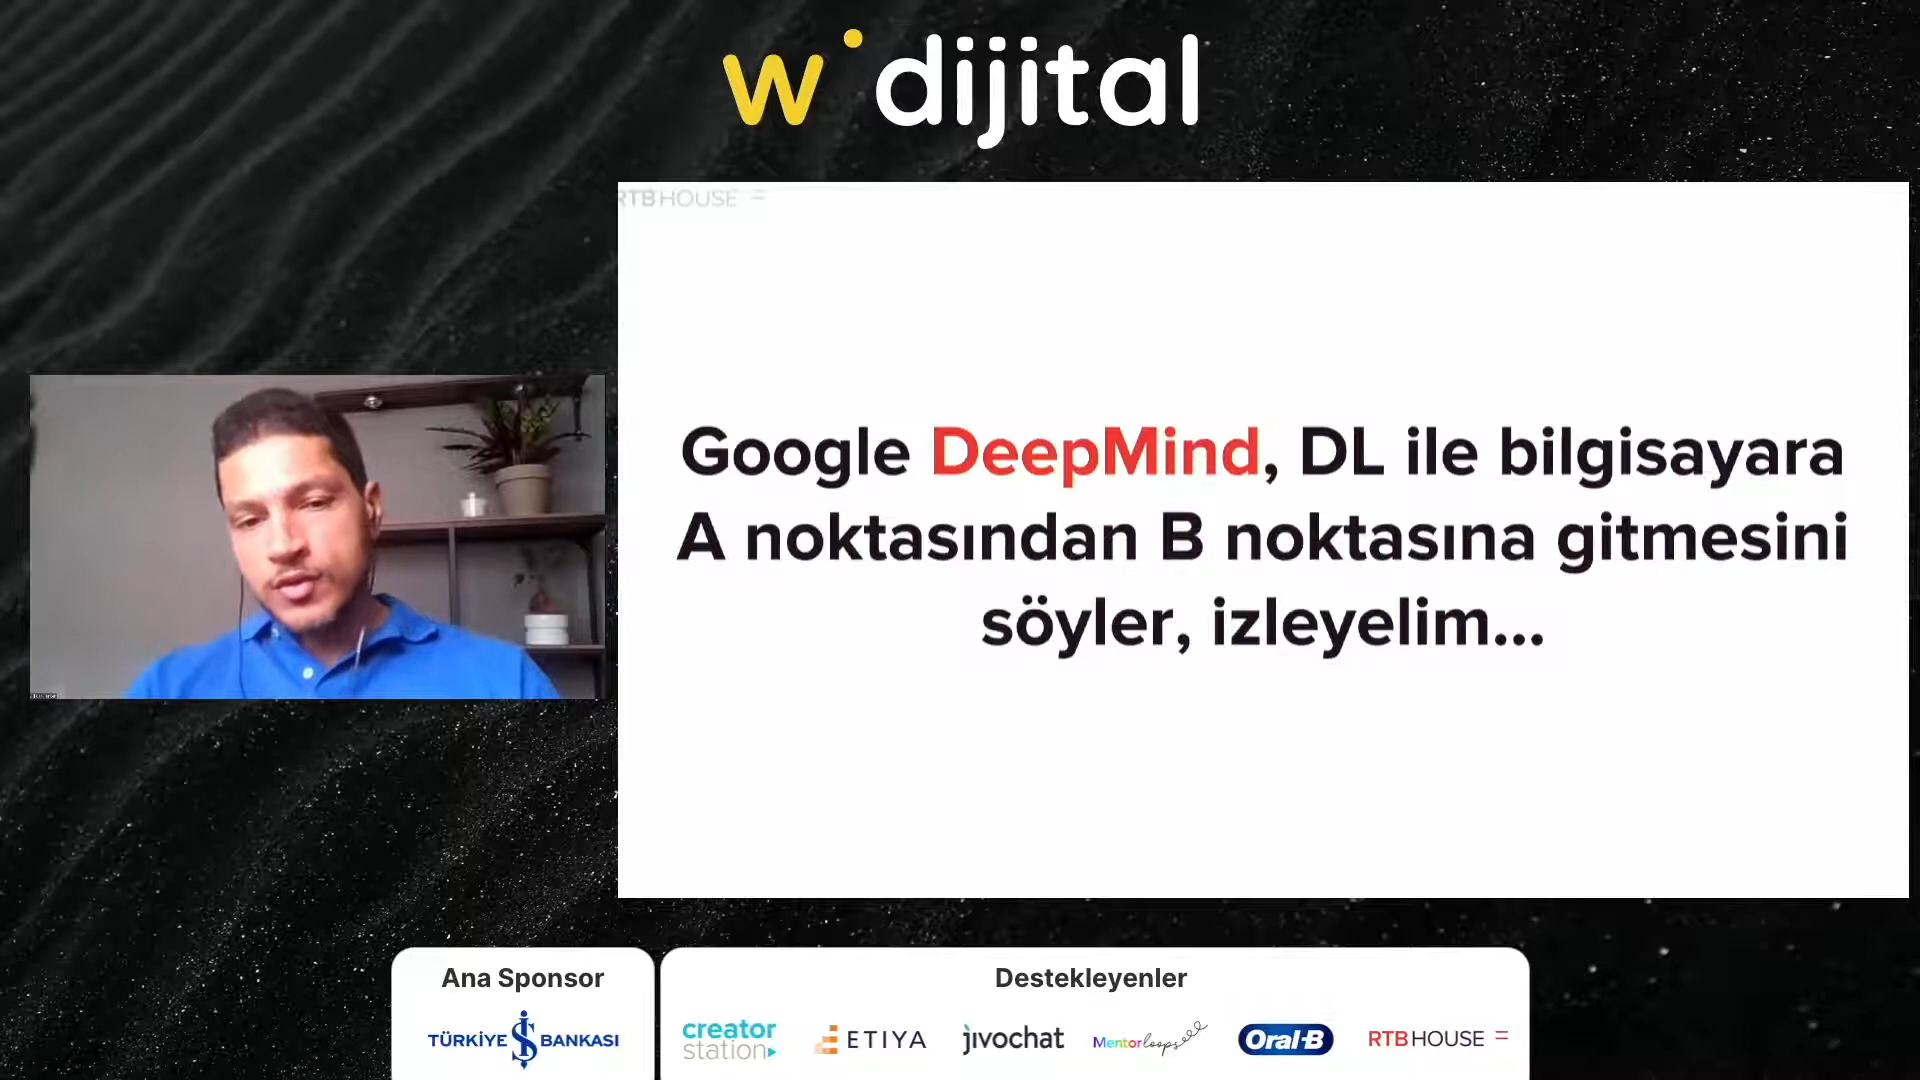 w dijital
RTBHOUSE
Google DeepMind, DL ile bilgisayara
A noktasından B noktasına gitmesini
söyler, izleyelim...
Ana Sponsor
TÜRKİYE İŞ BANKASI
Destekleyenler
creator
station
ETIYA
jivochat
Mentorloops
Oral-B
RTBHOUSE